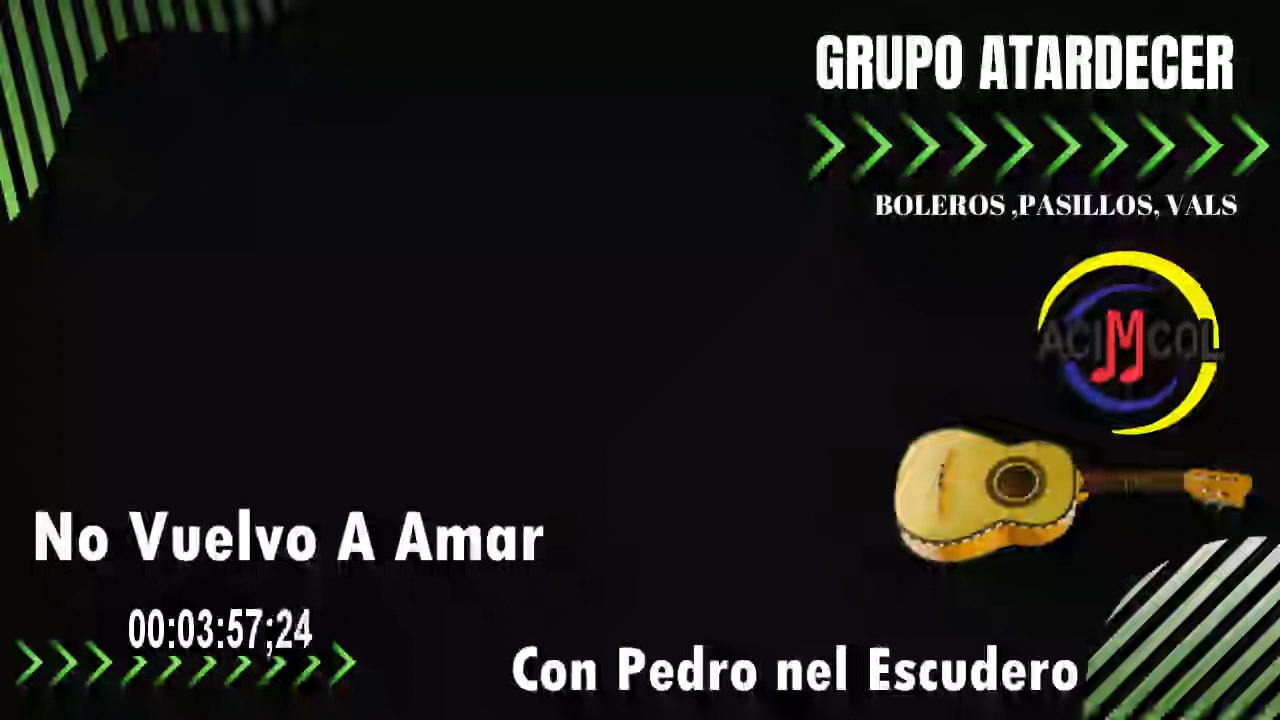 GRUPO ATARDECER
BOLEROS ,PASILLOS, VALS
ACIMCOL
No Vuelvo A Amar
00:03:57;24
Con Pedro nel Escudero